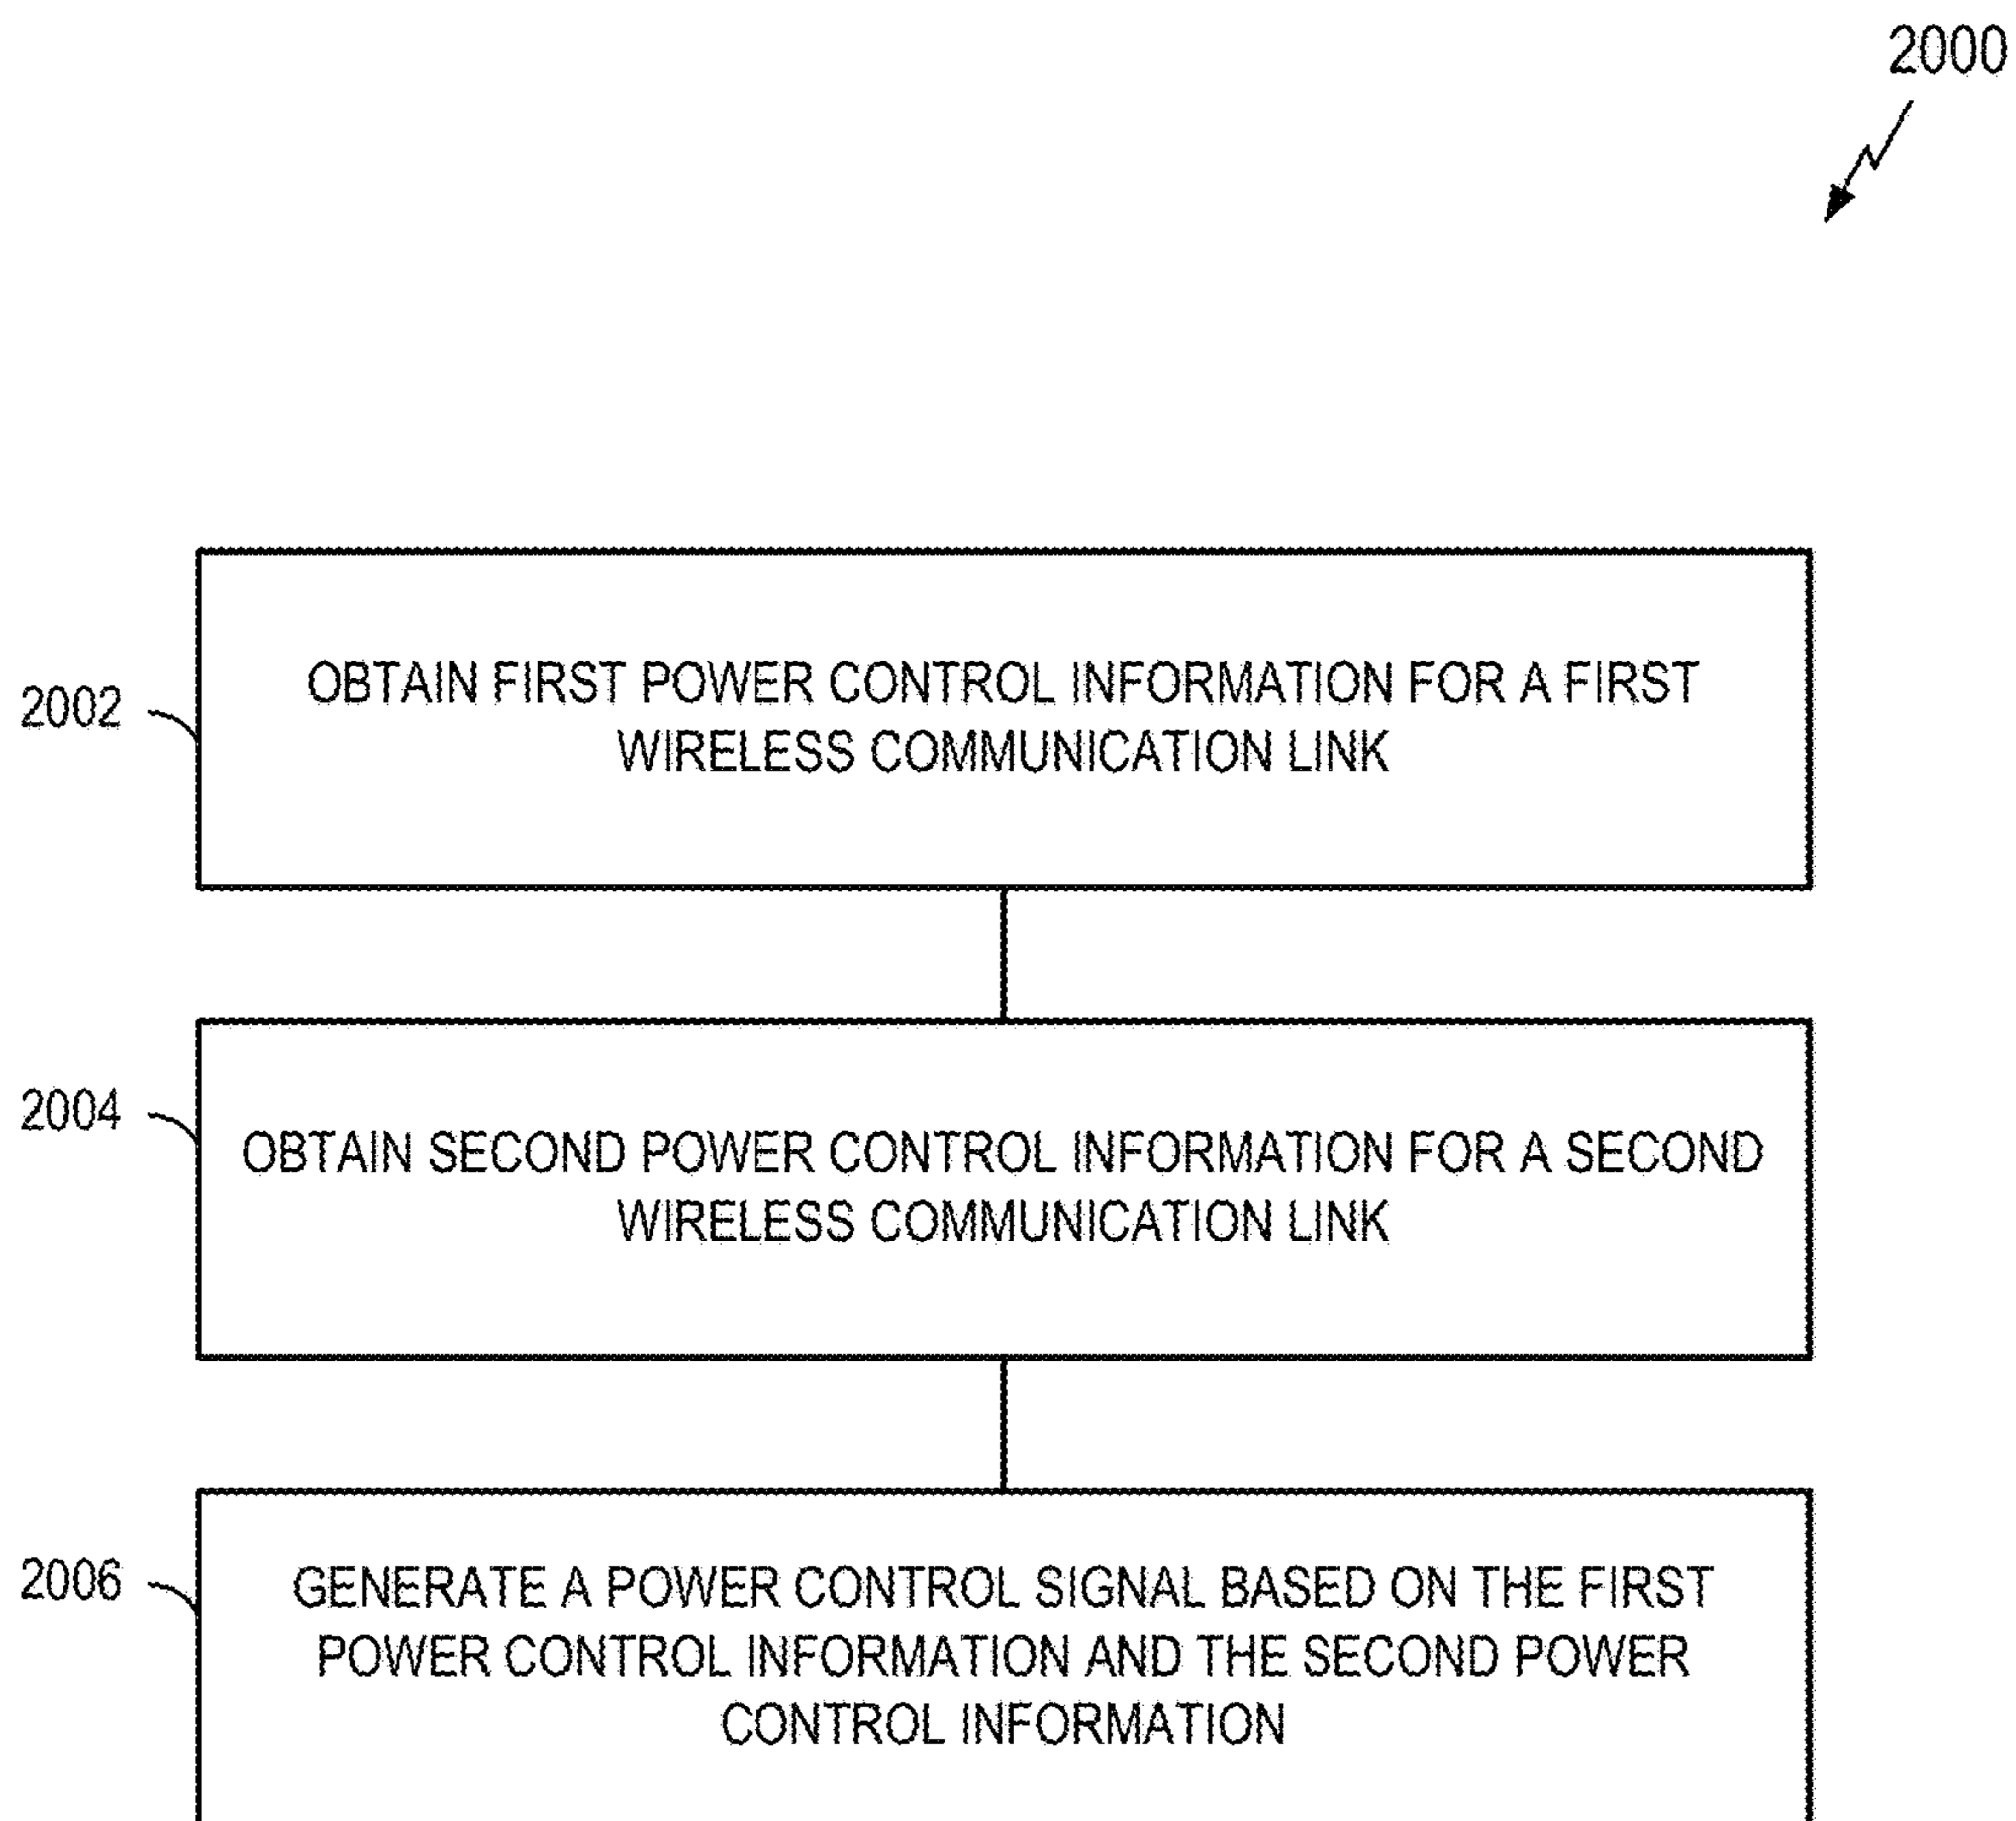 2000
2002
OBTAIN FIRST POWER CONTROL INFORMATION FOR A FIRST
WIRELESS COMMUNICATION LINK
2004
OBTAIN SECOND POWER CONTROL INFORMATION FOR A SECOND
WIRELESS COMMUNICATION LINK
2006
GENERATE A POWER CONTROL SIGNAL BASED ON THE FIRST
POWER CONTROL INFORMATION AND THE SECOND POWER
CONTROL INFORMATION